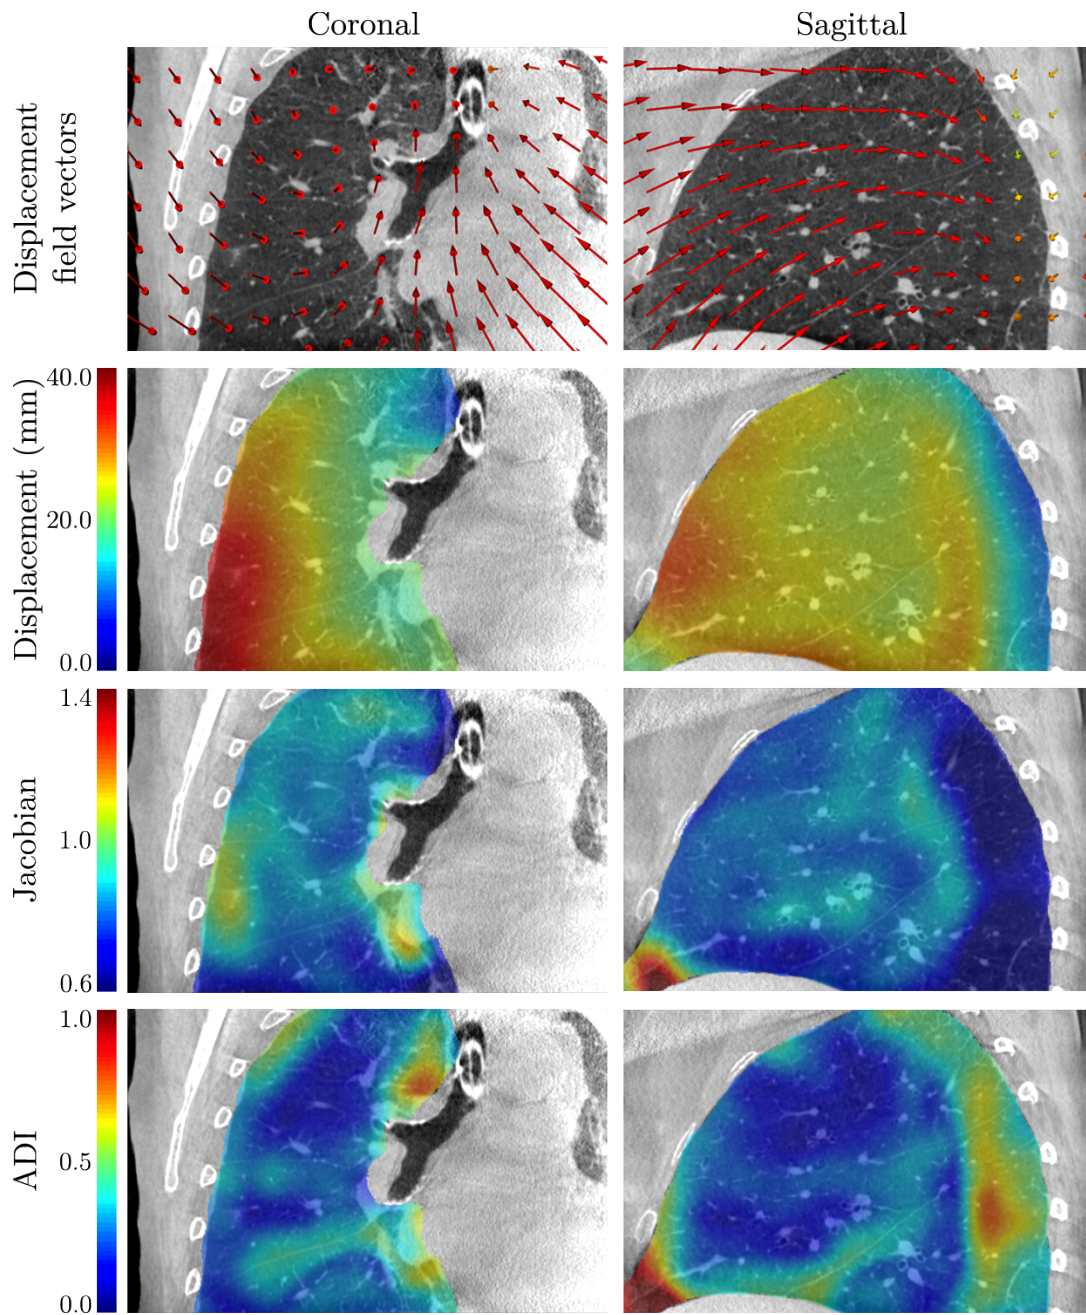 Coronal
Sagittal
Displacement
field vectors
Displacement (mm)
40.0
20.0
0.0
Jacobian
1.4
1.0
0.6
ADI
1.0
0.5
0.0